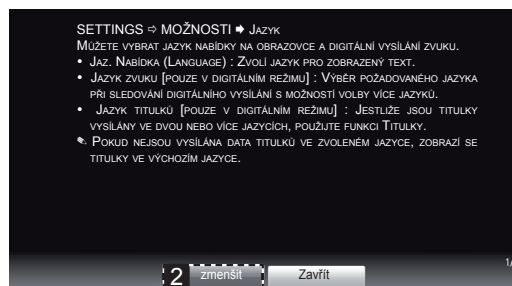 SETTINGS ⇨ MOŽNOSTI ➧ Jazyk
Můžete vybrat jazyk nabídky na obrazovce a digitální vysílání zvuku.
• Jaz. Nabídka (Language) : Zvolí jazyk pro zobrazený text.
• Jazyk zvuku [pouze v digitálním režimu] : Výběr požadovaného jazyka
při sledování digitálního vysílání s možností volby více jazyků.
• Jazyk titulků [pouze v digitálním režimu] : Jestliže jsou titulky
vysílány ve dvou nebo více jazycích, použijte funkci Titulky.
✎ Pokud nejsou vysílána data titulků ve zvoleném jazyce, zobrazí se
titulky ve výchozím jazyce.
1/
2 zmenšit Zavřít